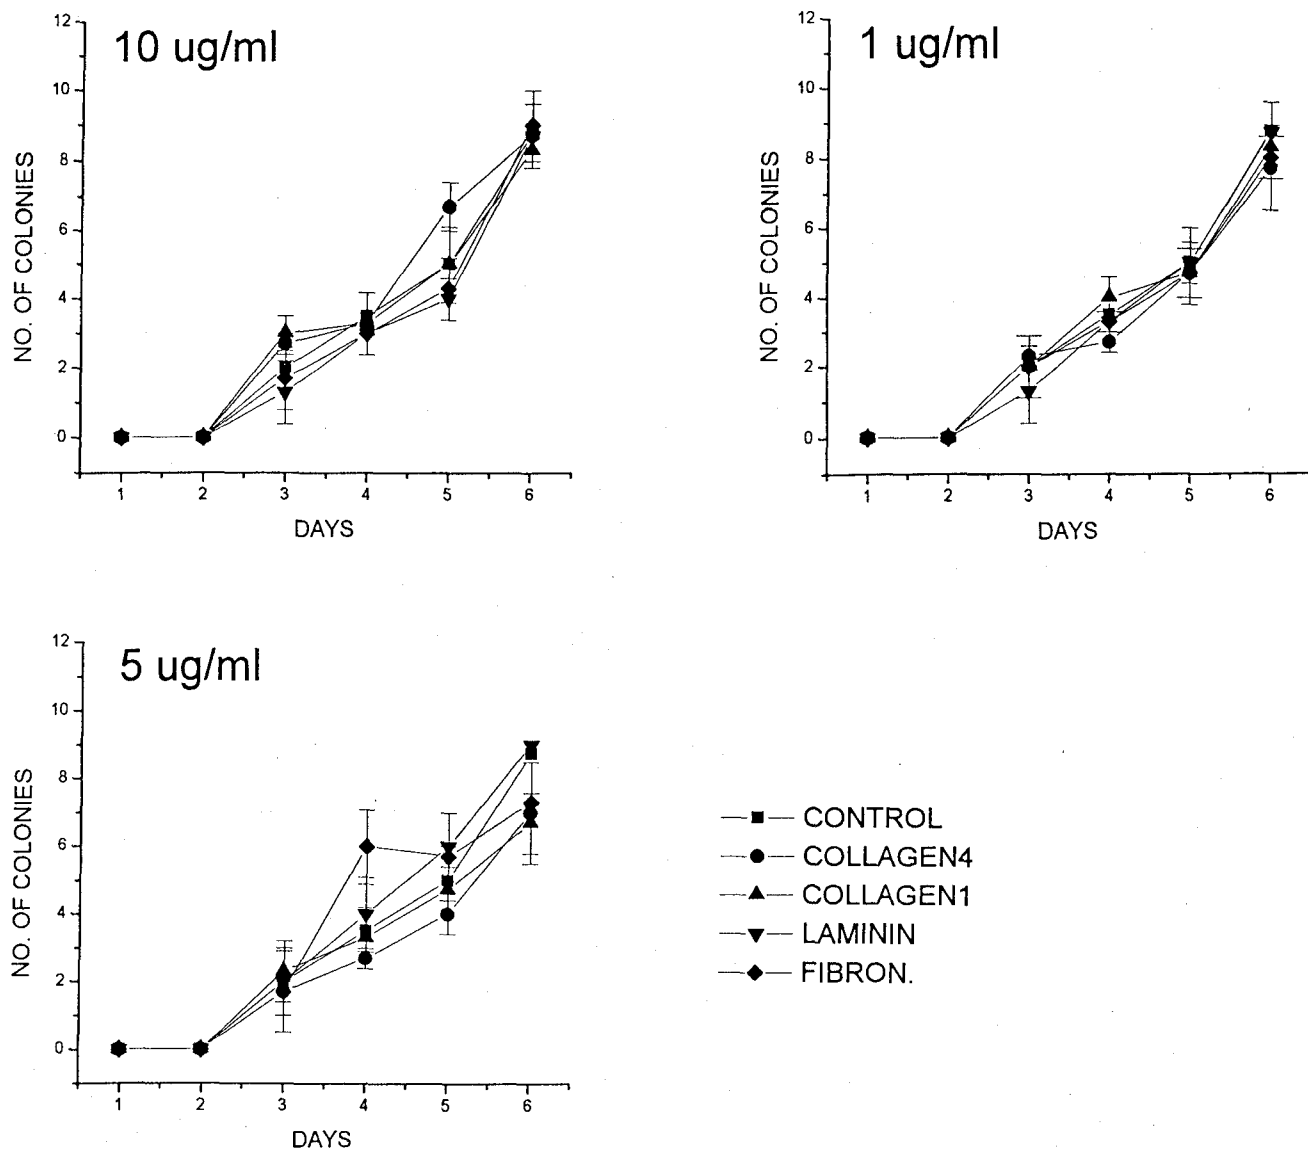 10 ug/ml
12
10
8
6
4
2
0
NO. OF COLONIES
1 2 3 4 5 6
DAYS
1 ug/ml
12
10
8
6
4
2
0
NO. OF COLONIES
1 2 3 4 5 6
DAYS
5 ug/ml
12
10
8
6
4
2
0
NO. OF COLONIES
1 2 3 4 5 6
DAYS
CONTROL
COLLAGEN4
COLLAGEN1
LAMININ
FIBRON.